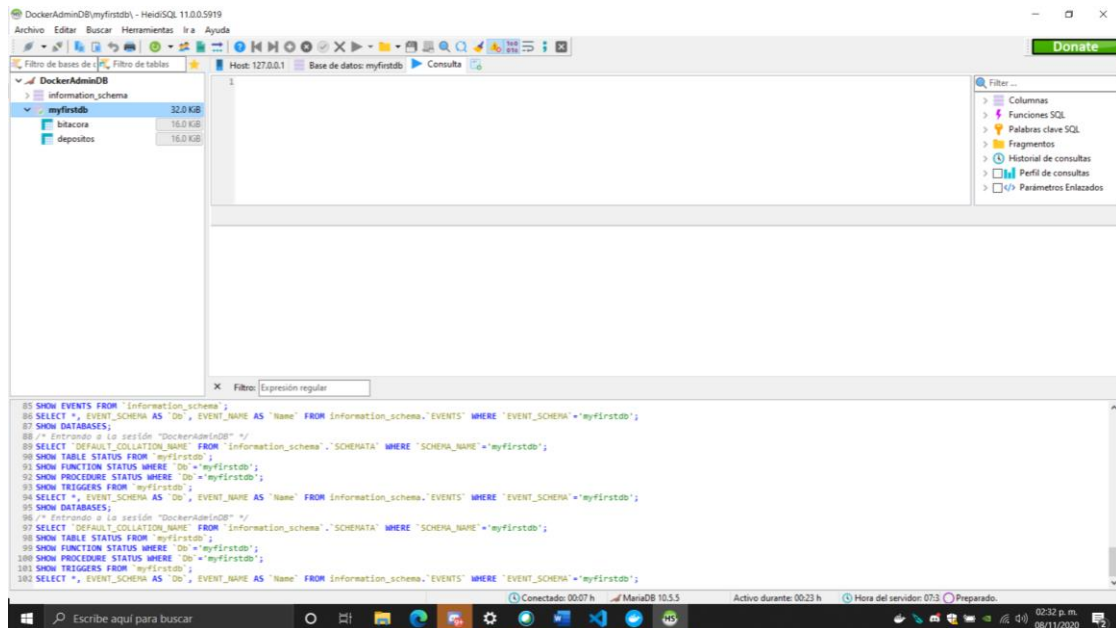 DockerAdminDB\myfirstdb\ - HeidiSQL 11.0.0.5919
Archivo Editar Buscar Herramientas Ir a Ayuda
Donate
Filtro de bases de c Filtro de tablas
Host: 127.0.0.1 Base de datos: myfirstdb Consulta
DockerAdminDB
information_schema
myfirstdb 32.0 KiB
bitacora 16.0 KiB
depositos 16.0 KiB
1
Filter ...
Columnas
Funciones SQL
Palabras clave SQL
Fragmentos
Historial de consultas
Perfil de consultas
Parámetros Enlazados
Filtro: Expresión regular
85 SHOW EVENTS FROM `information_schema`;
86 SELECT *, EVENT_SCHEMA AS `Db`, EVENT_NAME AS `Name` FROM information_schema.`EVENTS` WHERE `EVENT_SCHEMA`='myfirstdb';
87 SHOW DATABASES;
88 /* Entrando a la sesión "DockerAdminDB" */
89 SELECT `DEFAULT_COLLATION_NAME` FROM `information_schema`.`SCHEMATA` WHERE `SCHEMA_NAME`='myfirstdb';
90 SHOW TABLE STATUS FROM `myfirstdb`;
91 SHOW FUNCTION STATUS WHERE `Db`='myfirstdb';
92 SHOW PROCEDURE STATUS WHERE `Db`='myfirstdb';
93 SHOW TRIGGERS FROM `myfirstdb`;
94 SELECT *, EVENT_SCHEMA AS `Db`, EVENT_NAME AS `Name` FROM information_schema.`EVENTS` WHERE `EVENT_SCHEMA`='myfirstdb';
95 SHOW DATABASES;
96 /* Entrando a la sesión "DockerAdminDB" */
97 SELECT `DEFAULT_COLLATION_NAME` FROM `information_schema`.`SCHEMATA` WHERE `SCHEMA_NAME`='myfirstdb';
98 SHOW TABLE STATUS FROM `myfirstdb`;
99 SHOW FUNCTION STATUS WHERE `Db`='myfirstdb';
100 SHOW PROCEDURE STATUS WHERE `Db`='myfirstdb';
101 SHOW TRIGGERS FROM `myfirstdb`;
102 SELECT *, EVENT_SCHEMA AS `Db`, EVENT_NAME AS `Name` FROM information_schema.`EVENTS` WHERE `EVENT_SCHEMA`='myfirstdb';
Conectado: 00:07 h MariaDB 10.5.5 Activo durante: 00:23 h Hora del servidor: 07:3 Preparado.
Escribe aquí para buscar
HS
02:32 p. m.
08/11/2020